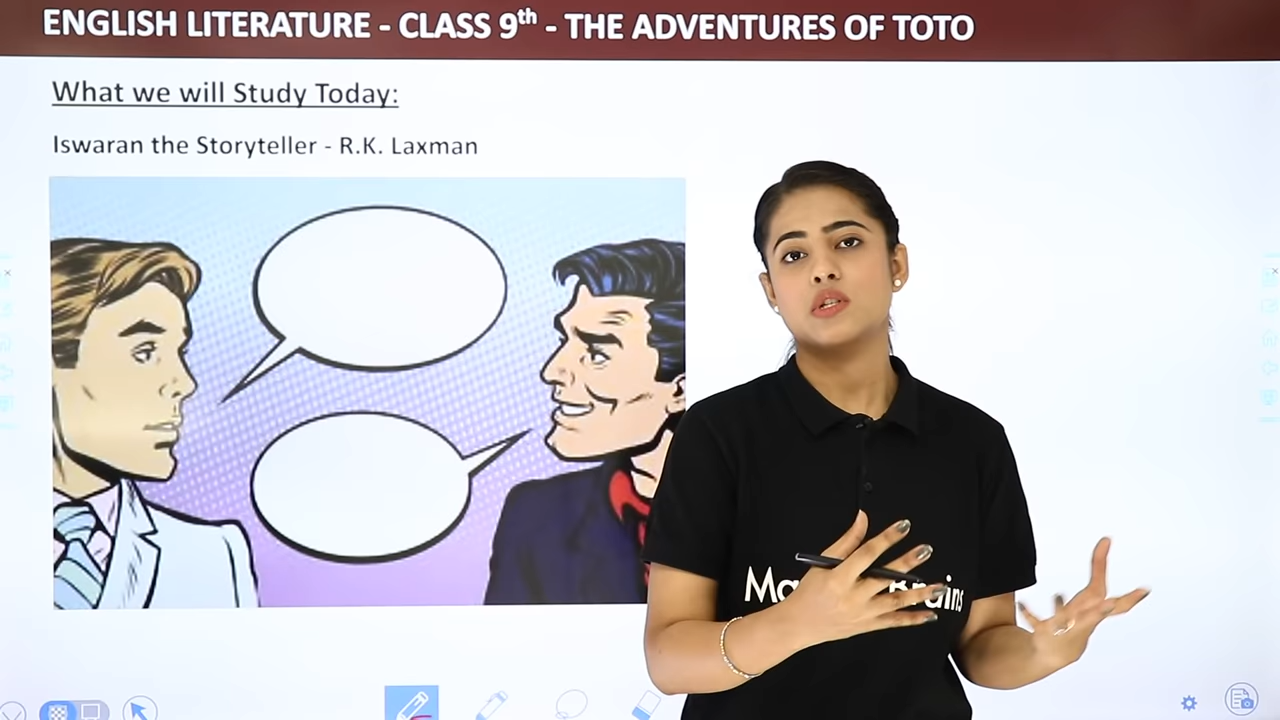 ENGLISH LITERATURE - CLASS 9th - THE ADVENTURES OF TOTO
What we will Study Today:
Iswaran the Storyteller - R.K. Laxman